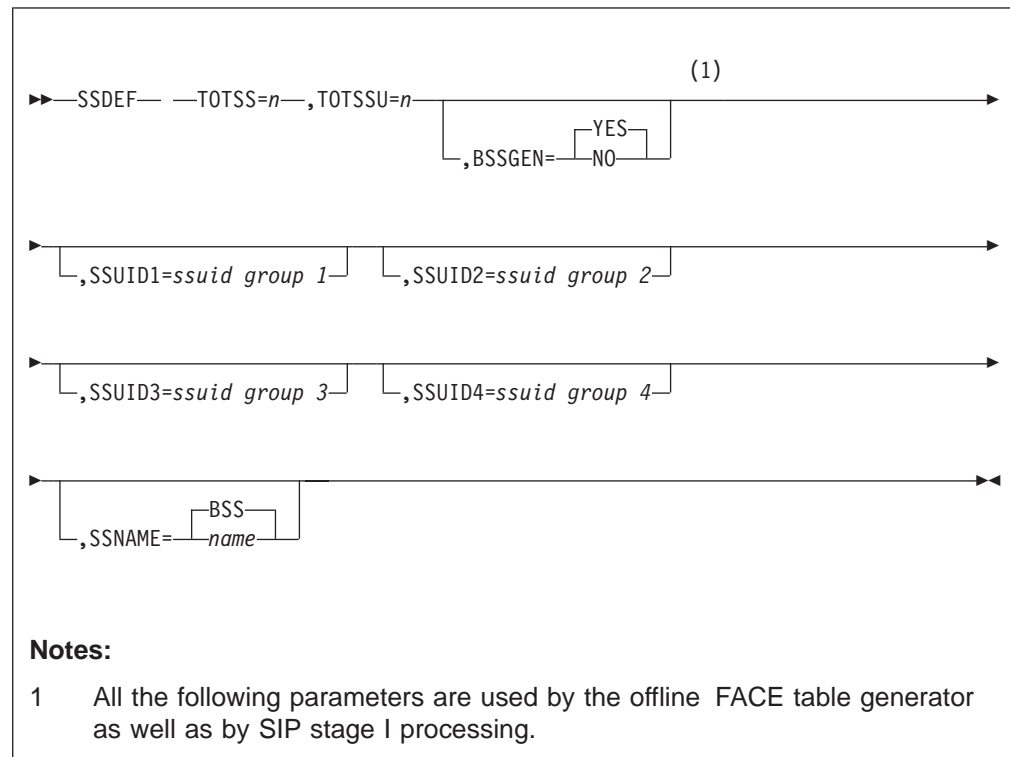 (1)
SSDEF TOTSS=n ,TOTSSU=n
YES
,BSSGEN= NO
,SSUID1=ssuid group 1 ,SSUID2=ssuid group 2
,SSUID3=ssuid group 3 ,SSUID4=ssuid group 4
BSS
,SSNAME= name
Notes:
1 All the following parameters are used by the offline FACE table generator
as well as by SIP stage I processing.